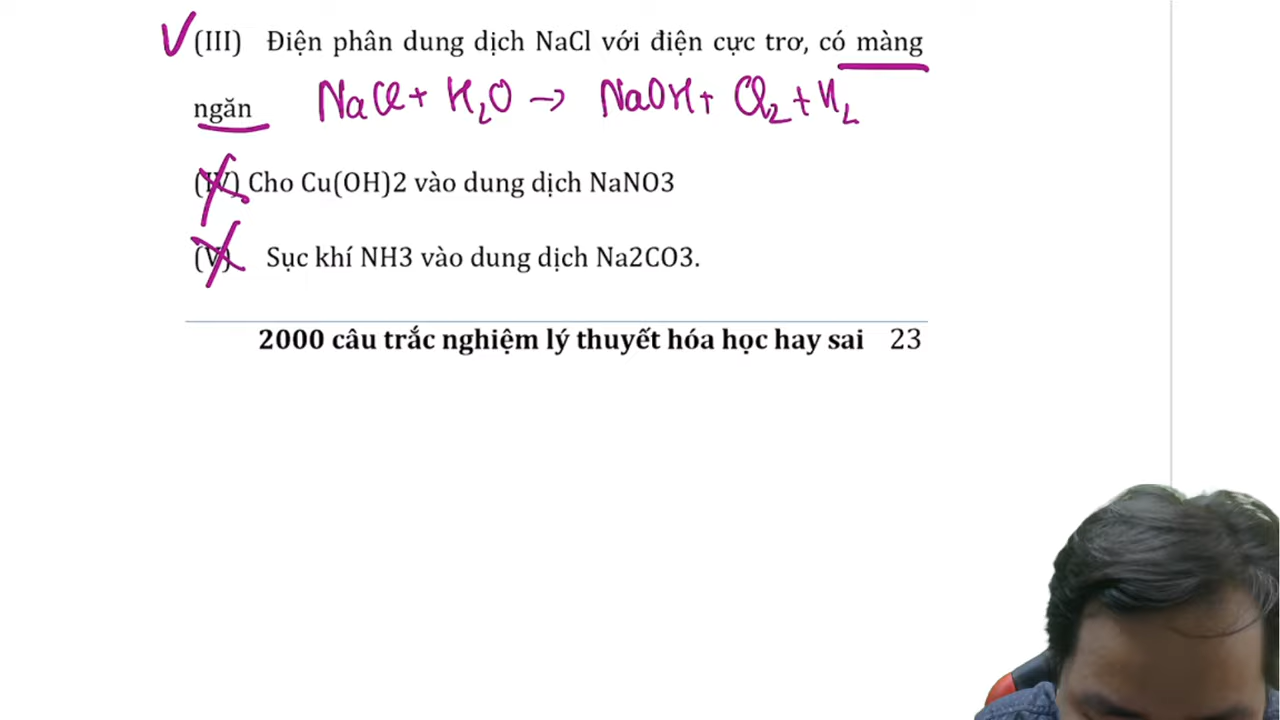 (III) Điện phân dung dịch NaCl với điện cực trơ, có màng
ngăn NaCl + H2O → NaOH + Cl2 + H2
(IV) Cho Cu(OH)2 vào dung dịch NaNO3
(V) Sục khí NH3 vào dung dịch Na2CO3.
2000 câu trắc nghiệm lý thuyết hóa học hay sai 23